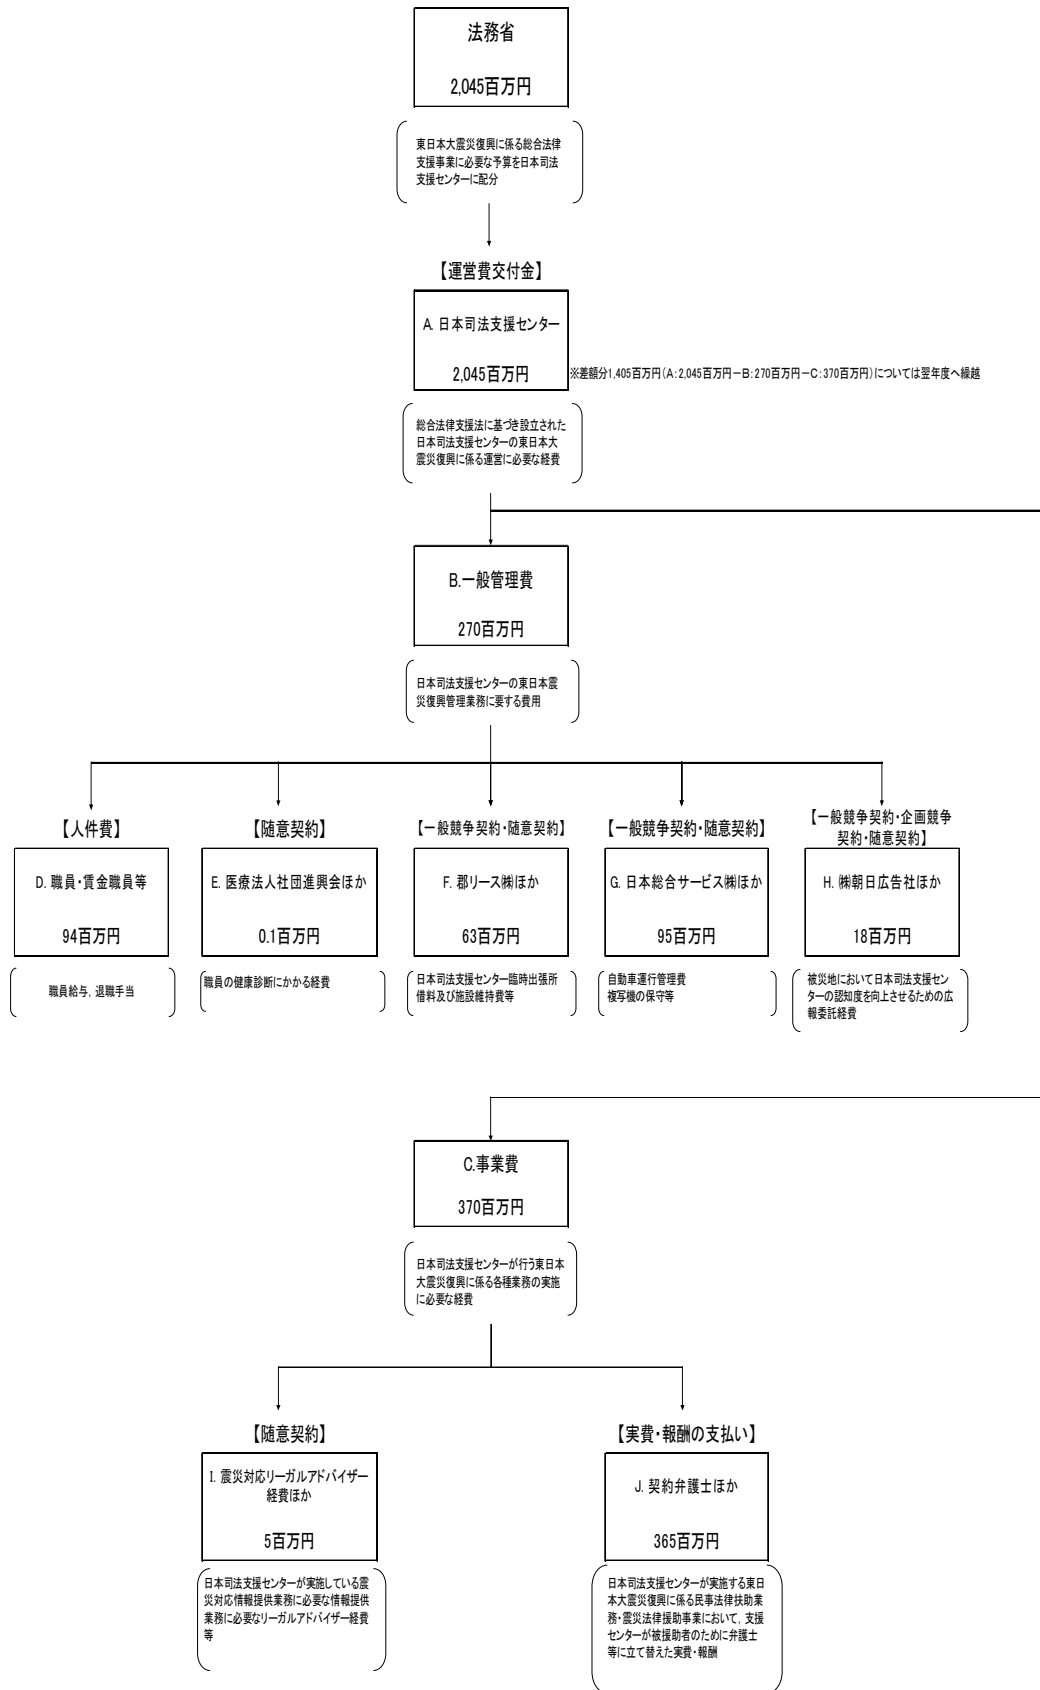 法務省
2,045百万円
東日本大震災復興に係る総合法律
支援事業に必要な予算を日本司法
支援センターに配分
【運営費交付金】
A. 日本司法支援センター
2,045百万円
※差額分1,405百万円(A:2,045百万円－B:270百万円－C:370百万円)については翌年度へ繰越
総合法律支援法に基づき設立された
日本司法支援センターの東日本大
震災復興に係る運営に必要な経費
B.一般管理費
270百万円
日本司法支援センターの東日本震
災復興管理業務に要する費用
【人件費】
D. 職員・賃金職員等
94百万円
職員給与，退職手当
【随意契約】
E. 医療法人社団進興会ほか
0.1百万円
職員の健康診断にかかる経費
【一般競争契約・随意契約】
F. 郡リース㈱ほか
63百万円
日本司法支援センター臨時出張所
借料及び施設維持費等
【一般競争契約・随意契約】
G. 日本総合サービス㈱ほか
95百万円
自動車運行管理費
複写機の保守等
【一般競争契約・企画競争
契約・随意契約】
H. ㈱朝日広告社ほか
18百万円
被災地において日本司法支援セン
ターの認知度を向上させるための広
報委託経費
C.事業費
370百万円
日本司法支援センターが行う東日本
大震災復興に係る各種業務の実施
に必要な経費
【随意契約】
I. 震災対応リーガルアドバイザー
経費ほか
5百万円
日本司法支援センターが実施している震
災対応情報提供業務に必要な情報提供
業務に必要なリーガルアドバイザー経費
等
【実費・報酬の支払い】
J. 契約弁護士ほか
365百万円
日本司法支援センターが実施する東日
本大震災復興に係る民事法律扶助業
務・震災法律援助事業において，支援
センターが被援助者のために弁護士
等に立て替えた実費・報酬